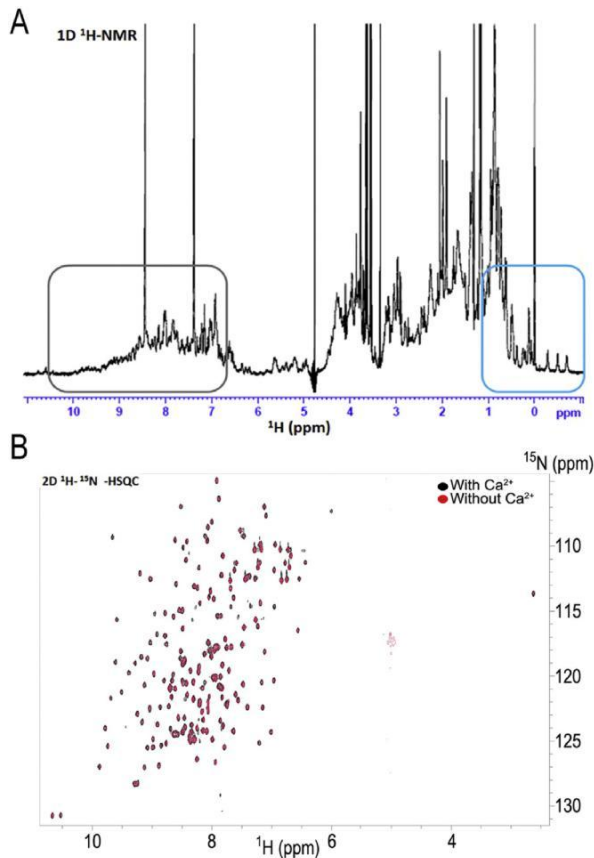 A
1D ¹H-NMR
10 9 8 7 6 5 4 3 2 1 0 ppm
¹H (ppm)
B
2D ¹H-¹⁵N -HSQC
¹⁵N (ppm)
With Ca²⁺
Without Ca²⁺
110
115
120
125
130
10 8 6 4
¹H (ppm)